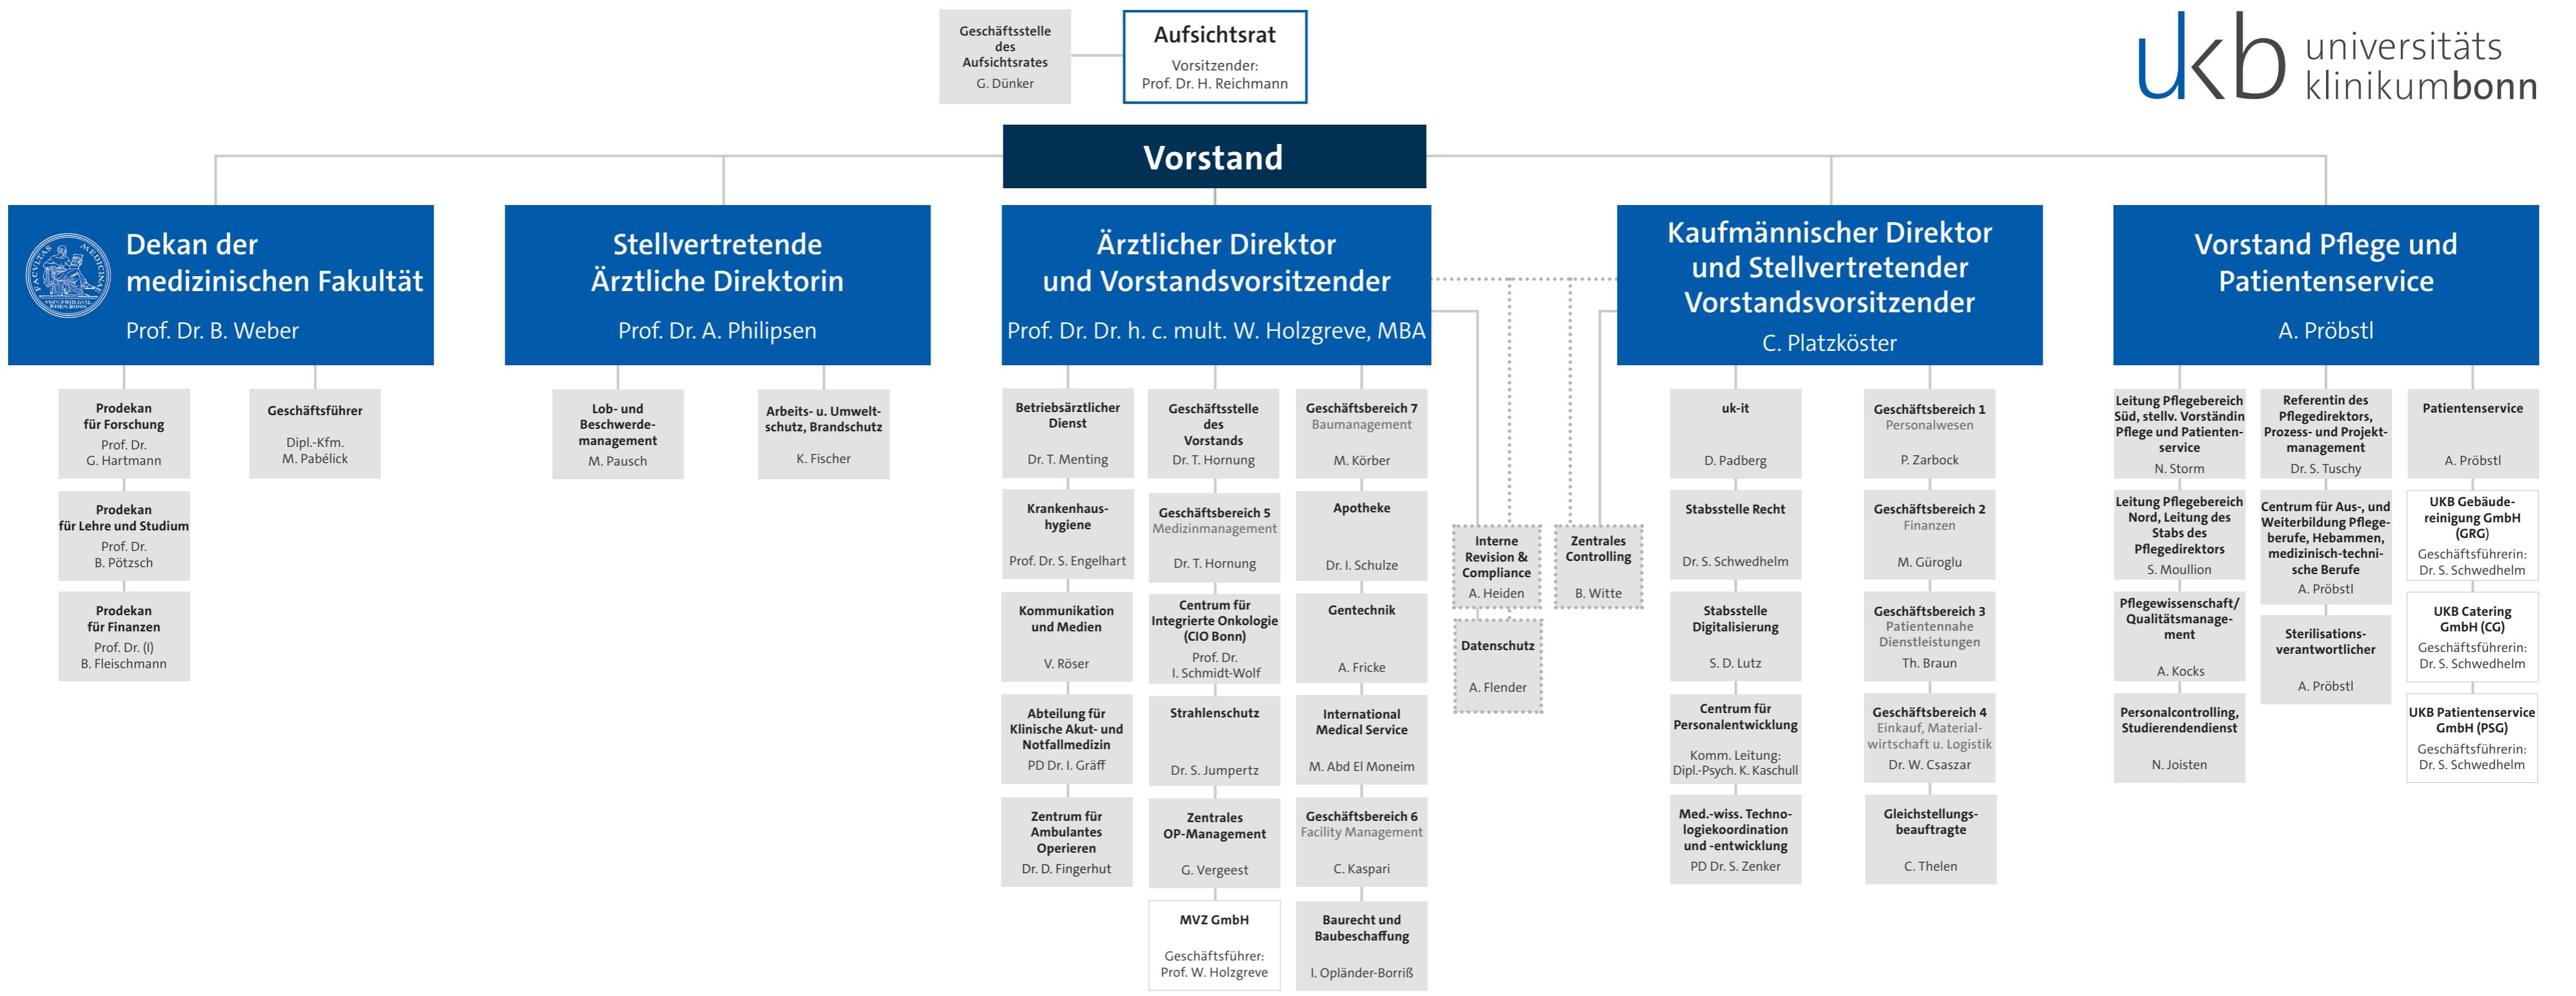 Geschäftsstelle
des
Aufsichtsrates
G. Dünker
Aufsichtsrat
Vorsitzender:
Prof. Dr. H. Reichmann
ukb universitäts
klinikumbonn
Vorstand
Dekan der
medizinischen Fakultät
Prof. Dr. B. Weber
Stellvertretende
Ärztliche Direktorin
Prof. Dr. A. Philipsen
Ärztlicher Direktor
und Vorstandsvorsitzender
Prof. Dr. Dr. h. c. mult. W. Holzgreve, MBA
Kaufmännischer Direktor
und Stellvertretender
Vorstandsvorsitzender
C. Platzköster
Vorstand Pflege und
Patientenservice
A. Pröbstl
Prodekan
für Forschung
Prof. Dr.
G. Hartmann
Prodekan
für Lehre und Studium
Prof. Dr.
B. Pötzsch
Prodekan
für Finanzen
Prof. Dr. (I)
B. Fleischmann
Geschäftsführer
Dipl.-Kfm.
M. Pabélick
Lob- und
Beschwerde-
management
M. Pausch
Arbeits- u. Umwelt-
schutz, Brandschutz
K. Fischer
Betriebsärztlicher
Dienst
Dr. T. Menting
Krankenhaus-
hygiene
Prof. Dr. S. Engelhart
Kommunikation
und Medien
V. Röser
Abteilung für
Klinische Akut- und
Notfallmedizin
PD Dr. I. Gräff
Zentrum für
Ambulantes
Operieren
Dr. D. Fingerhut
Geschäftsstelle
des
Vorstands
Dr. T. Hornung
Geschäftsbereich 5
Medizinmanagement
Dr. T. Hornung
Centrum für
Integrierte Onkologie
(CIO Bonn)
Prof. Dr.
I. Schmidt-Wolf
Strahlenschutz
Dr. S. Jumpertz
Zentrales
OP-Management
G. Vergeest
MVZ GmbH
Geschäftsführer:
Prof. W. Holzgreve
Geschäftsbereich 7
Baumanagement
M. Körber
Apotheke
Dr. I. Schulze
Gentechnik
A. Fricke
International
Medical Service
M. Abd El Moneim
Geschäftsbereich 6
Facility Management
C. Kaspari
Baurecht und
Baubeschaffung
I. Opländer-Borriß
Interne
Revision &
Compliance
A. Heiden
Datenschutz
A. Flender
Zentrales
Controlling
B. Witte
uk-it
D. Padberg
Stabsstelle Recht
Dr. S. Schwedhelm
Stabsstelle
Digitalisierung
S. D. Lutz
Centrum für
Personalentwicklung
Komm. Leitung:
Dipl.-Psych. K. Kaschull
Med.-wiss. Techno-
logiekoordination
und -entwicklung
PD Dr. S. Zenker
Geschäftsbereich 1
Personalwesen
P. Zarbock
Geschäftsbereich 2
Finanzen
M. Güroglu
Geschäftsbereich 3
Patientennahe
Dienstleistungen
Th. Braun
Geschäftsbereich 4
Einkauf, Material-
wirtschaft u. Logistik
Dr. W. Csaszar
Gleichstellungs-
beauftragte
C. Thelen
Leitung Pflegebereich
Süd, stellv. Vorständin
Pflege und Patienten-
service
N. Storm
Leitung Pflegebereich
Nord, Leitung des
Stabs des
Pflegedirektors
S. Moullion
Pflegewissenschaft/
Qualitätsmanage-
ment
A. Kocks
Personalcontrolling,
Studierendendienst
N. Joisten
Referentin des
Pflegedirektors,
Prozess- und Projekt-
management
Dr. S. Tuschy
Centrum für Aus-, und
Weiterbildung Pflege-
berufe, Hebammen,
medizinisch-techni-
sche Berufe
A. Pröbstl
Sterilisations-
verantwortlicher
A. Pröbstl
Patientenservice
A. Pröbstl
UKB Gebäude-
reinigung GmbH
(GRG)
Geschäftsführerin:
Dr. S. Schwedhelm
UKB Catering
GmbH (CG)
Geschäftsführerin:
Dr. S. Schwedhelm
UKB Patientenservice
GmbH (PSG)
Geschäftsführerin:
Dr. S. Schwedhelm